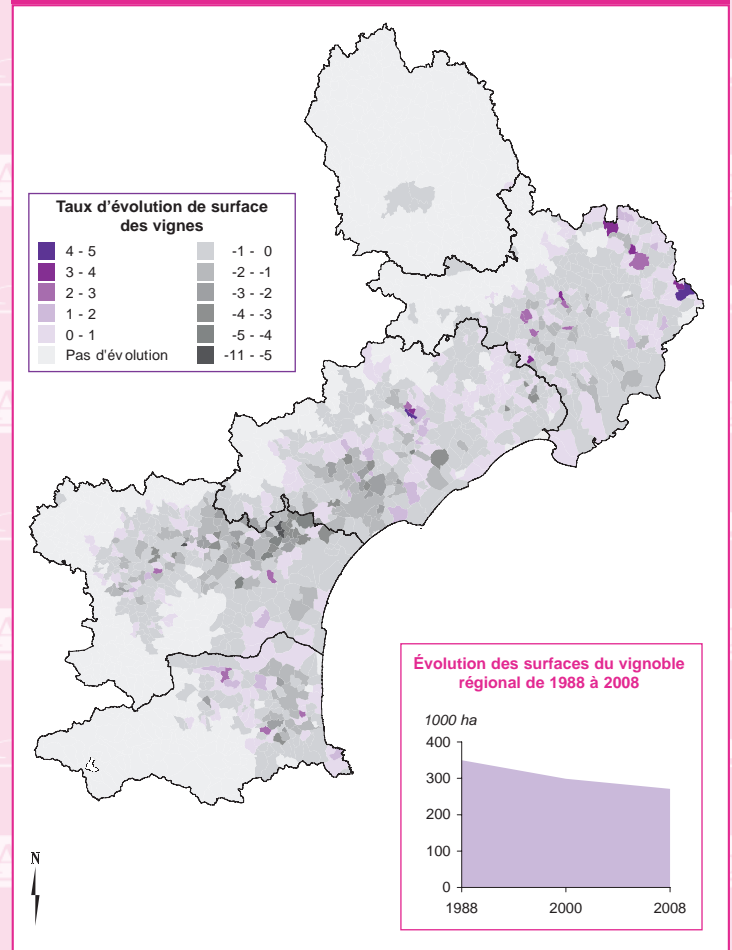 Taux d'évolution de surface
des vignes
4 - 5
3 - 4
2 - 3
1 - 2
0 - 1
Pas d'évolution
-1 - 0
-2 - -1
-3 - -2
-4 - -3
-5 - -4
-11 - -5
Évolution des surfaces du vignoble
régional de 1988 à 2008
1000 ha
400
300
200
100
0
1988 2000 2008
N